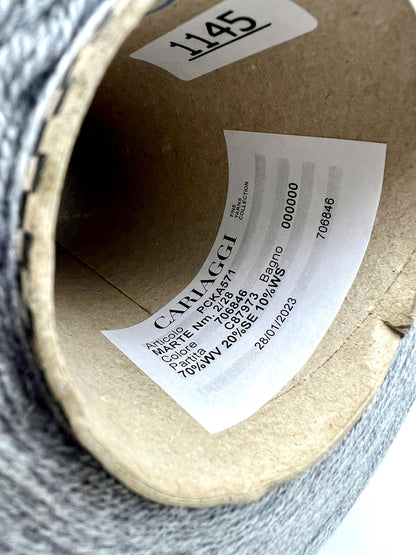 1145
CARIAGGI
FINE
YARNS
COLLECTION
Articolo PCKA571
MARTE Nm. 2/28
Colore 706846
Partita C87973 Bagno 000000
70%WV 20%SE 10%WS
28/01/2023 706846